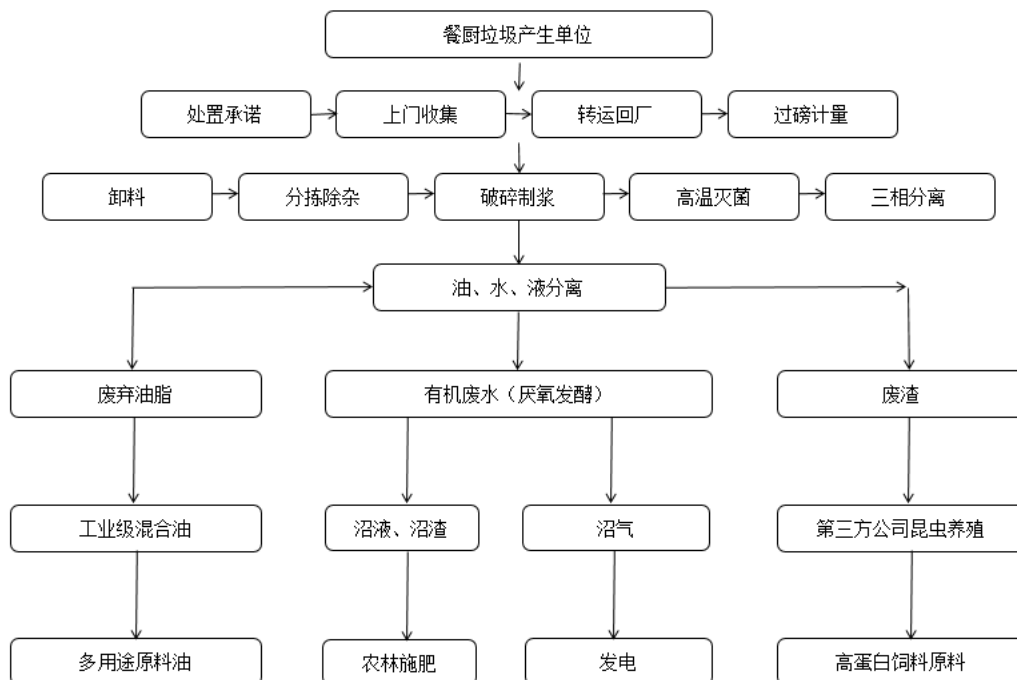 餐厨垃圾产生单位
处置承诺
上门收集
转运回厂
过磅计量
卸料
分拣除杂
破碎制浆
高温灭菌
三相分离
油、水、液分离
废弃油脂
有机废水（厌氧发酵）
废渣
工业级混合油
沼液、沼渣
沼气
第三方公司昆虫养殖
多用途原料油
农林施肥
发电
高蛋白饲料原料